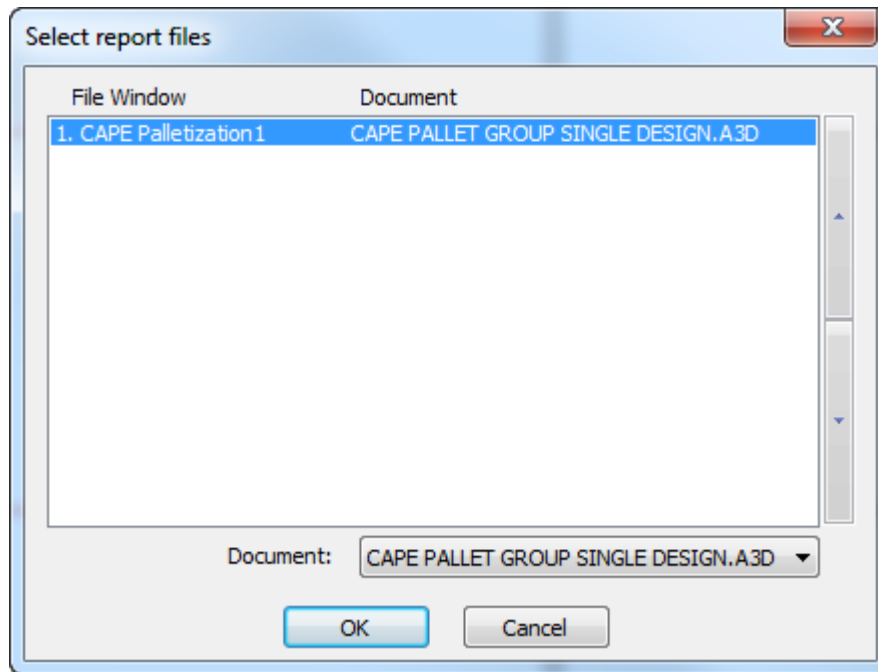 Select report files
File Window Document
1. CAPE Palletization1 CAPE PALLET GROUP SINGLE DESIGN.A3D
Document: CAPE PALLET GROUP SINGLE DESIGN.A3D
OK Cancel